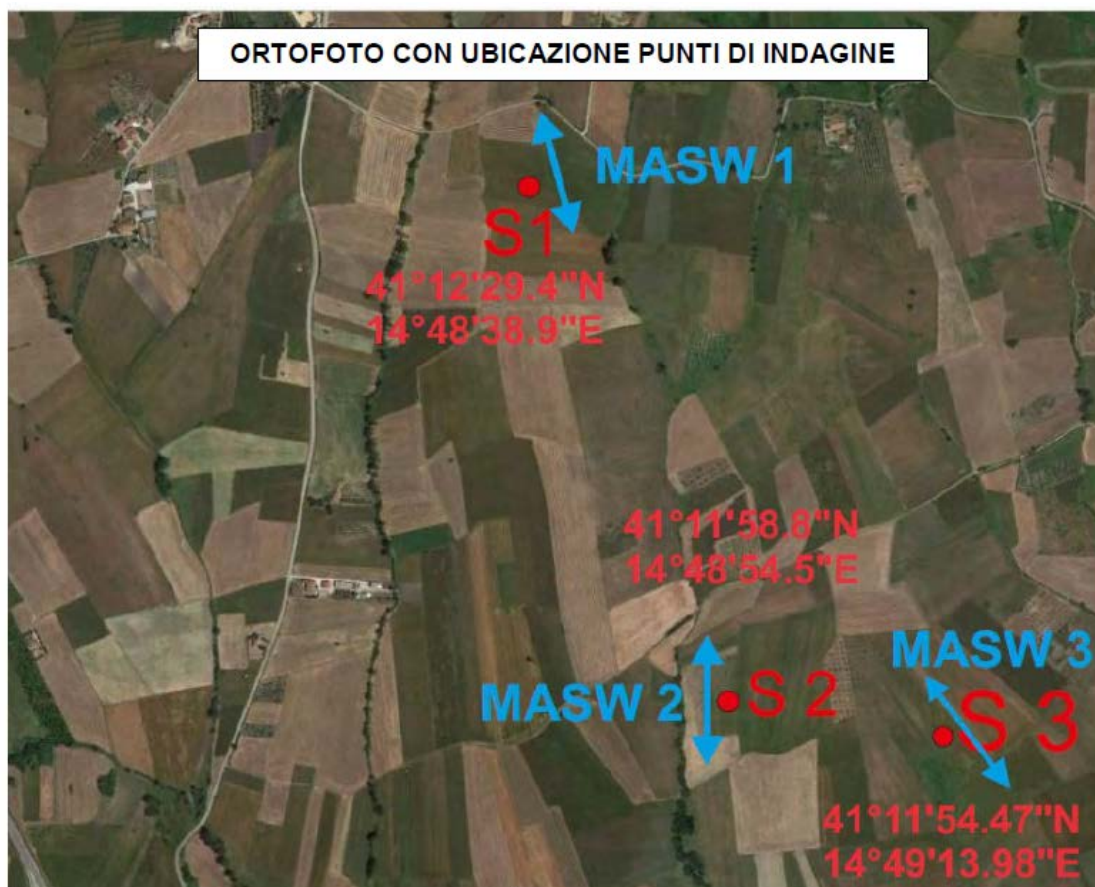 ORTOFOTO CON UBICAZIONE PUNTI DI INDAGINE
MASW 1
S1
41°12'29.4"N
14°48'38.9"E
41°11'58.8"N
14°48'54.5"E
MASW 2
S 2
MASW 3
S 3
41°11'54.47"N
14°49'13.98"E